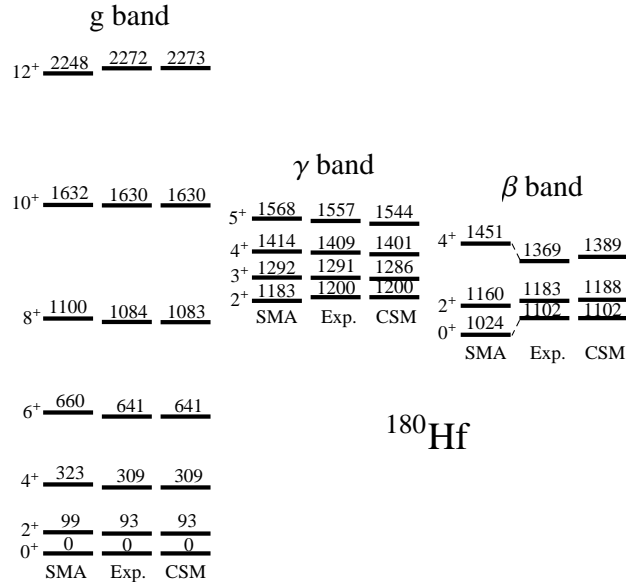 g band
12⁺ 2248 2272 2273
10⁺ 1632 1630 1630
8⁺ 1100 1084 1083
6⁺ 660 641 641
4⁺ 323 309 309
2⁺ 99 93 93
0⁺ 0 0 0
SMA Exp. CSM
γ band
5⁺ 1568 1557 1544
4⁺ 1414 1409 1401
3⁺ 1292 1291 1286
2⁺ 1183 1200 1200
SMA Exp. CSM
β band
4⁺ 1451 1369 1389
2⁺ 1160 1183 1188
0⁺ 1024 1102 1102
SMA Exp. CSM
¹⁸⁰Hf